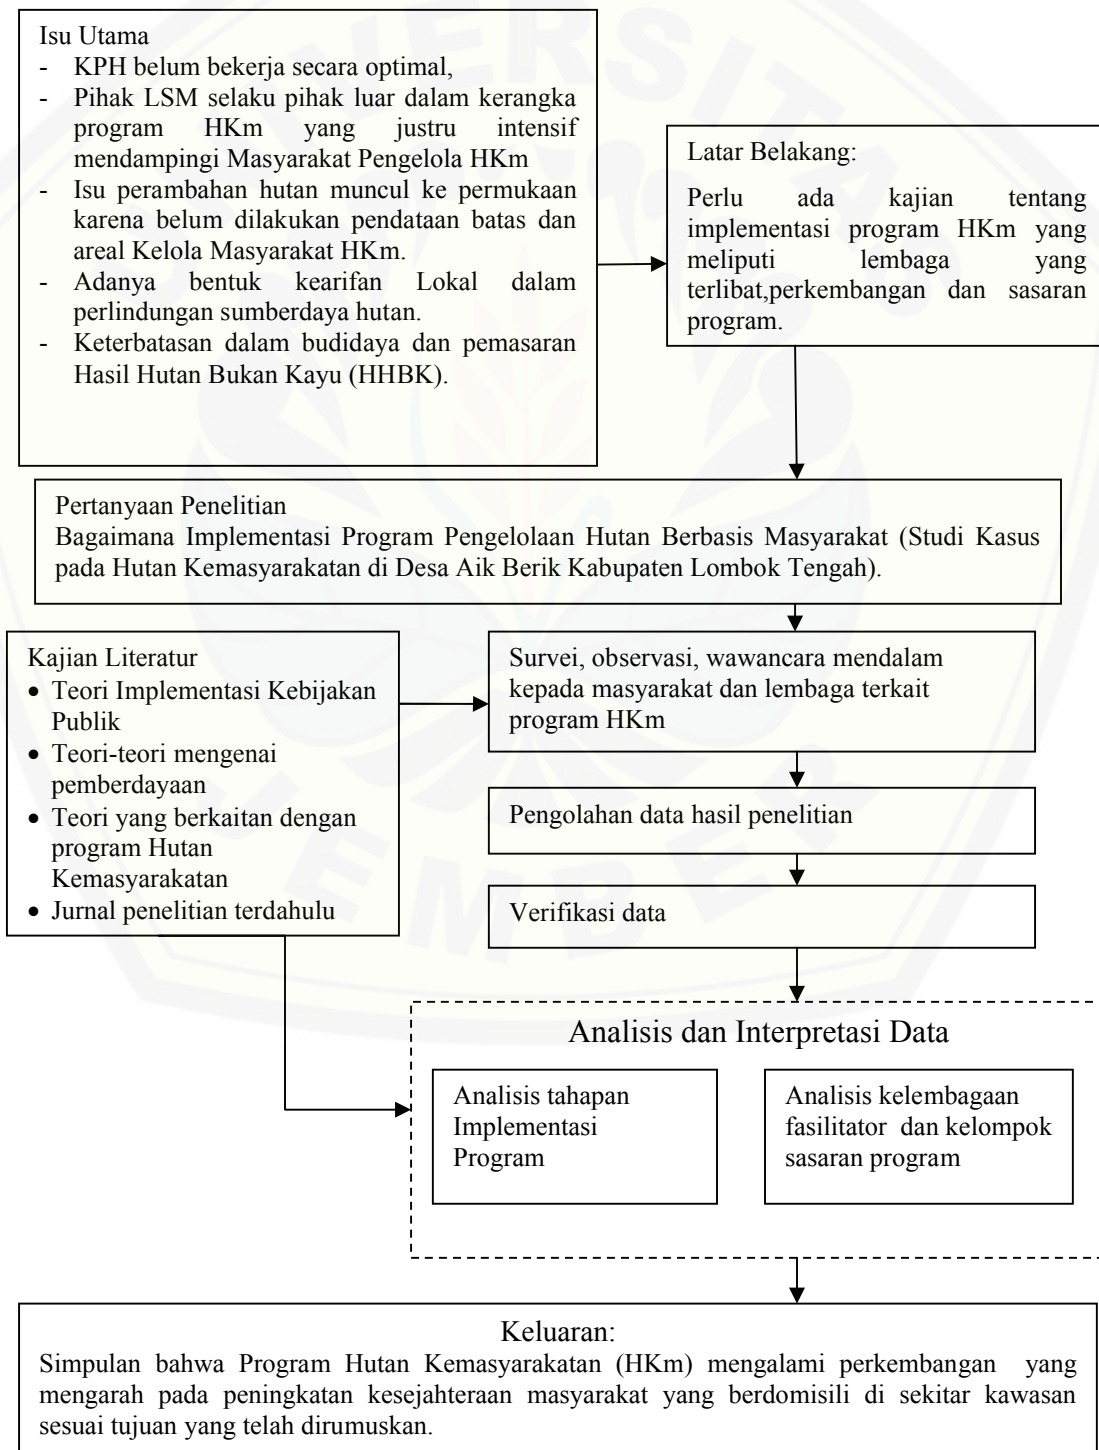 Isu Utama
- KPH belum bekerja secara optimal,
- Pihak LSM selaku pihak luar dalam kerangka
program HKm yang justru intensif
mendampingi Masyarakat Pengelola HKm
- Isu perambahan hutan muncul ke permukaan
karena belum dilakukan pendataan batas dan
areal Kelola Masyarakat HKm.
- Adanya bentuk kearifan Lokal dalam
perlindungan sumberdaya hutan.
- Keterbatasan dalam budidaya dan pemasaran
Hasil Hutan Bukan Kayu (HHBK).
Latar Belakang:
Perlu ada kajian tentang
implementasi program HKm yang
meliputi lembaga yang
terlibat,perkembangan dan sasaran
program.
Pertanyaan Penelitian
Bagaimana Implementasi Program Pengelolaan Hutan Berbasis Masyarakat (Studi Kasus
pada Hutan Kemasyarakatan di Desa Aik Berik Kabupaten Lombok Tengah).
Kajian Literatur
• Teori Implementasi Kebijakan
Publik
• Teori-teori mengenai
pemberdayaan
• Teori yang berkaitan dengan
program Hutan
Kemasyarakatan
• Jurnal penelitian terdahulu
Survei, observasi, wawancara mendalam
kepada masyarakat dan lembaga terkait
program HKm
Pengolahan data hasil penelitian
Verifikasi data
Analisis dan Interpretasi Data
Analisis tahapan
Implementasi
Program
Analisis kelembagaan
fasilitator dan kelompok
sasaran program
Keluaran:
Simpulan bahwa Program Hutan Kemasyarakatan (HKm) mengalami perkembangan yang
mengarah pada peningkatan kesejahteraan masyarakat yang berdomisili di sekitar kawasan
sesuai tujuan yang telah dirumuskan.
UNIVERSITAS
JEMBER